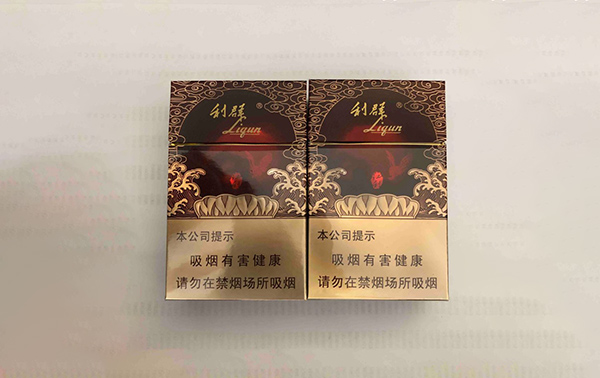 利群®
Liqun
本公司提示
吸烟有害健康
请勿在禁烟场所吸烟
利群®
Liqun
本公司提示
吸烟有害健康
请勿在禁烟场所吸烟